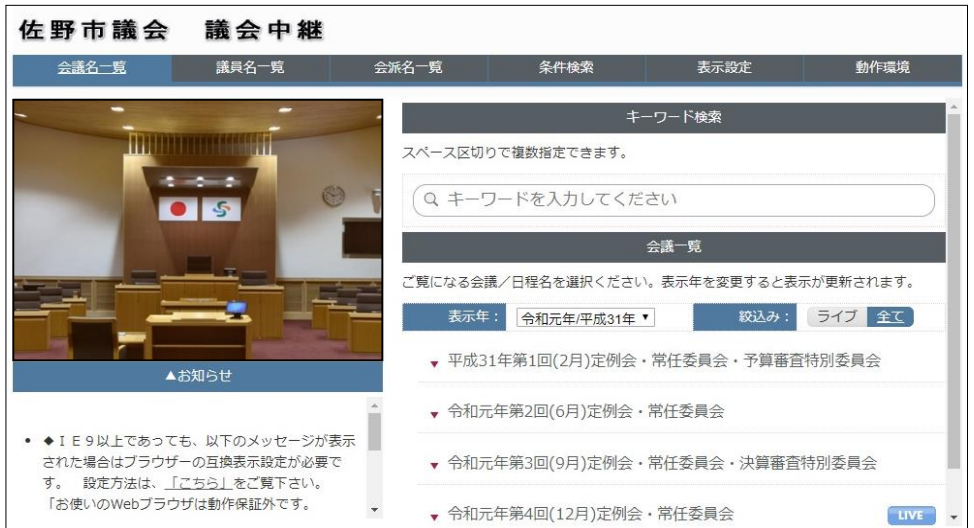 佐野市議会　議会中継
会議名一覧
議員名一覧
会派名一覧
条件検索
表示設定
動作環境
キーワード検索
スペース区切りで複数指定できます。
キーワードを入力してください
会議一覧
ご覧になる会議／日程名を選択ください。表示年を変更すると表示が更新されます。
表示年：
令和元年/平成31年
絞込み：
ライブ
全て
▼ 平成31年第1回(2月)定例会・常任委員会・予算審査特別委員会
▼ 令和元年第2回(6月)定例会・常任委員会
▼ 令和元年第3回(9月)定例会・常任委員会・決算審査特別委員会
▼ 令和元年第4回(12月)定例会・常任委員会
LIVE
▲お知らせ
• ◆ＩＥ９以上であっても、以下のメッセージが表示
された場合はブラウザーの互換表示設定が必要で
す。　設定方法は、「こちら」をご覧下さい。
「お使いのWebブラウザは動作保証外です。